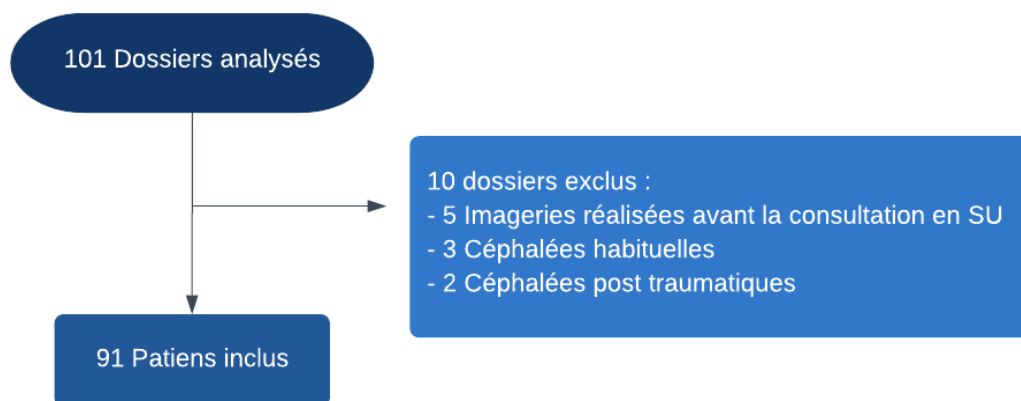 101 Dossiers analysés
10 dossiers exclus :
- 5 Imageries réalisées avant la consultation en SU
- 3 Céphalées habituelles
- 2 Céphalées post traumatiques
91 Patiens inclus